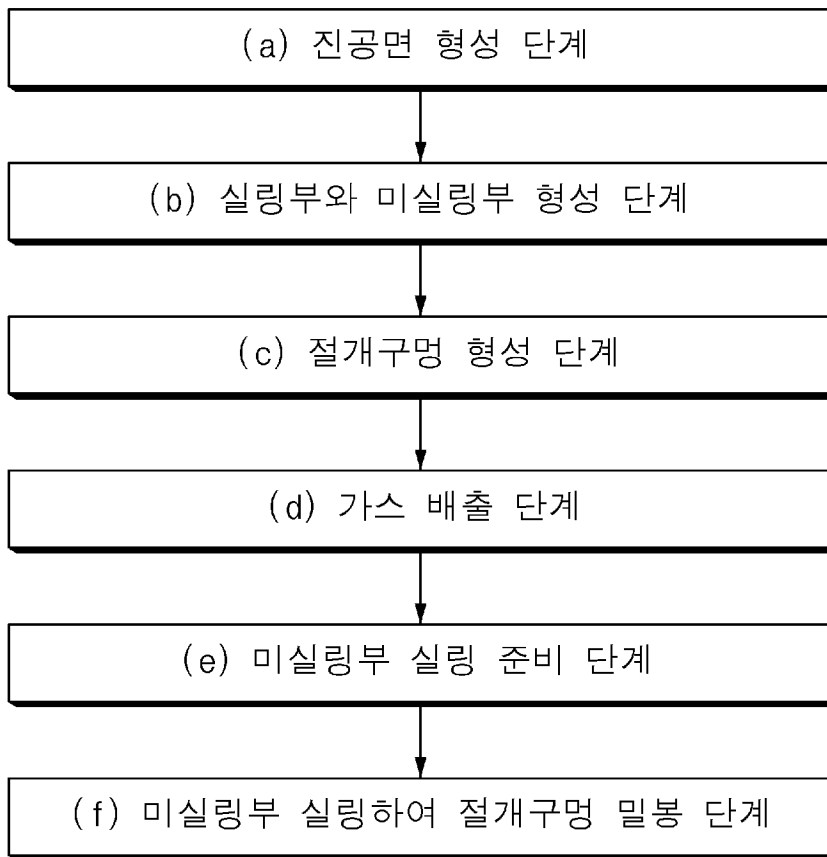 (a) 진공면 형성 단계
(b) 실링부와 미실링부 형성 단계
(c) 절개구멍 형성 단계
(d) 가스 배출 단계
(e) 미실링부 실링 준비 단계
(f) 미실링부 실링하여 절개구멍 밀봉 단계